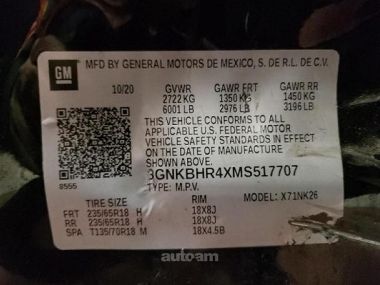 GM
MFD BY GENERAL MOTORS DE MEXICO, S. DE R.L. DE C.V.
10/20 GVWR GAWR FRT GAWR RR
2722 KG 1350 KG 1450 KG
6001 LB 2976 LB 3196 LB
THIS VEHICLE CONFORMS TO ALL
APPLICABLE U.S. FEDERAL MOTOR
VEHICLE SAFETY STANDARDS IN EFFECT
ON THE DATE OF MANUFACTURE
SHOWN ABOVE.
8555
3GNKBHR4XMS517707
TYPE: M.P.V. MODEL: X71NK26
TIRE SIZE RIM
FRT 235/65R18 H 18X8J
RR 235/65R18 H 18X8J
SPA T135/70R18 M 18X4.5B
autoam